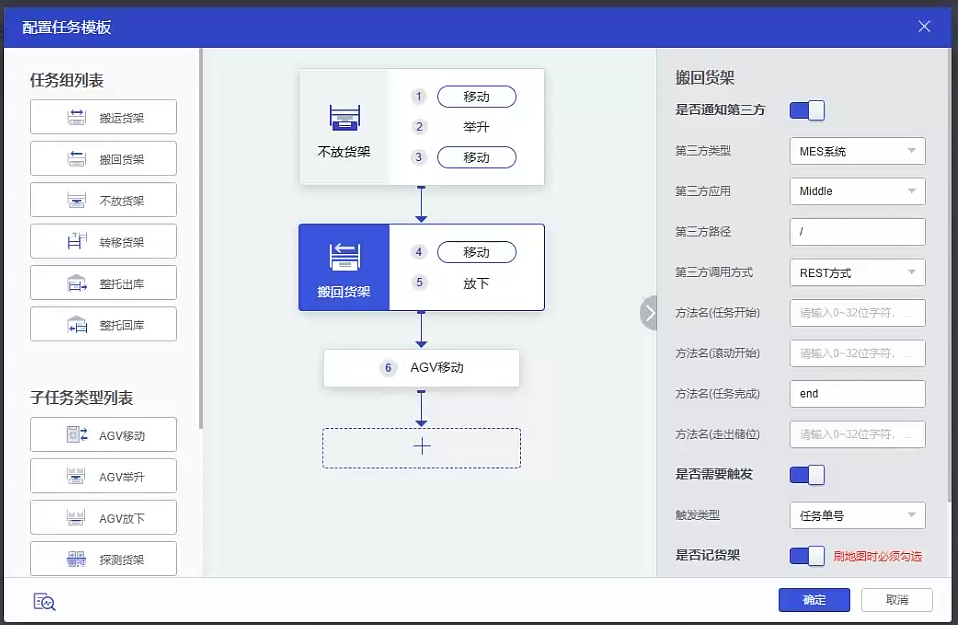 配置任务模板
任务组列表
搬运货架
搬回货架
不放货架
转移货架
整托出库
整托回库
子任务类型列表
AGV移动
AGV举升
AGV放下
探测货架
不放货架
1 移动
2 举升
3 移动
搬回货架
4 移动
5 放下
6 AGV移动
搬回货架
是否通知第三方
第三方类型 MES系统
第三方应用 Middle
第三方路径 /
第三方调用方式 REST方式
方法名(任务开始) 请输入0~32位字符，...
方法名(滚动开始) 请输入0~32位字符，...
方法名(任务完成) end
方法名(走出储位) 请输入0~32位字符，...
是否需要触发
触发类型 任务单号
是否记货架 刷地图时必须勾选
确定 取消